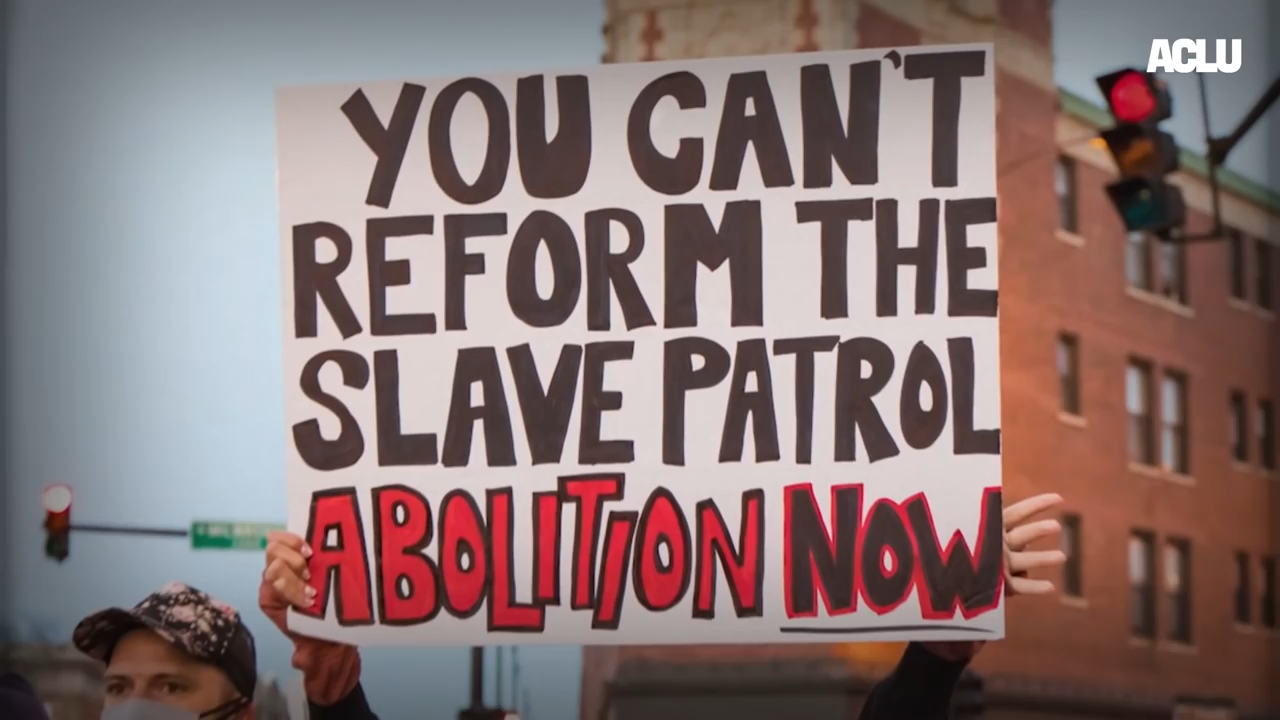 ACLU
YOU CAN'T
REFORM THE
SLAVE PATROL
ABOLITION NOW